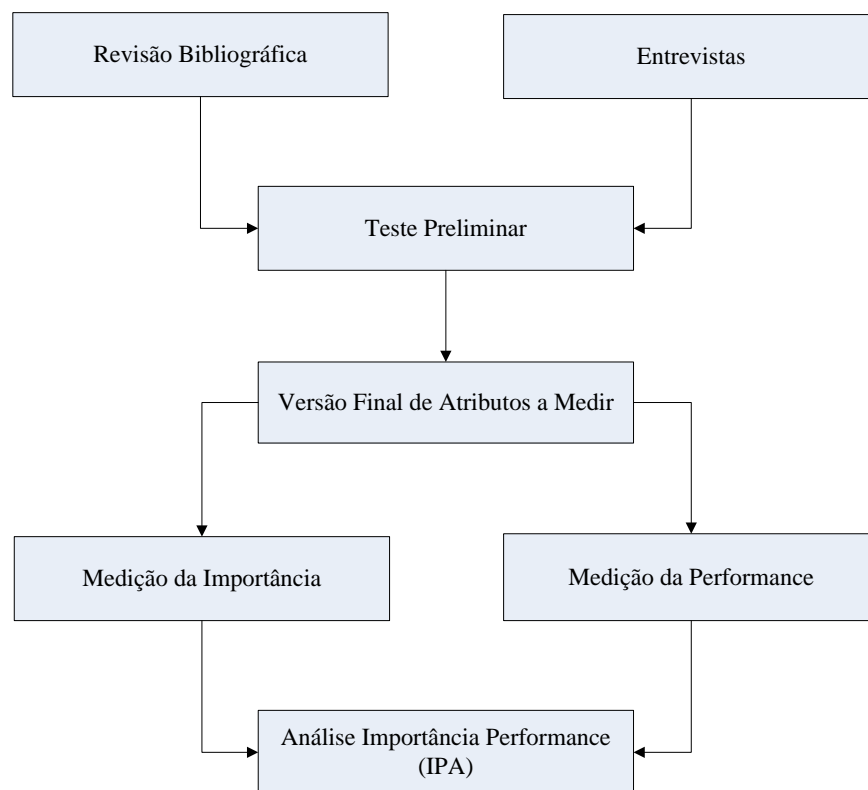 Revisão Bibliográfica
Entrevistas
Teste Preliminar
Versão Final de Atributos a Medir
Medição da Importância
Medição da Performance
Análise Importância Performance
(IPA)